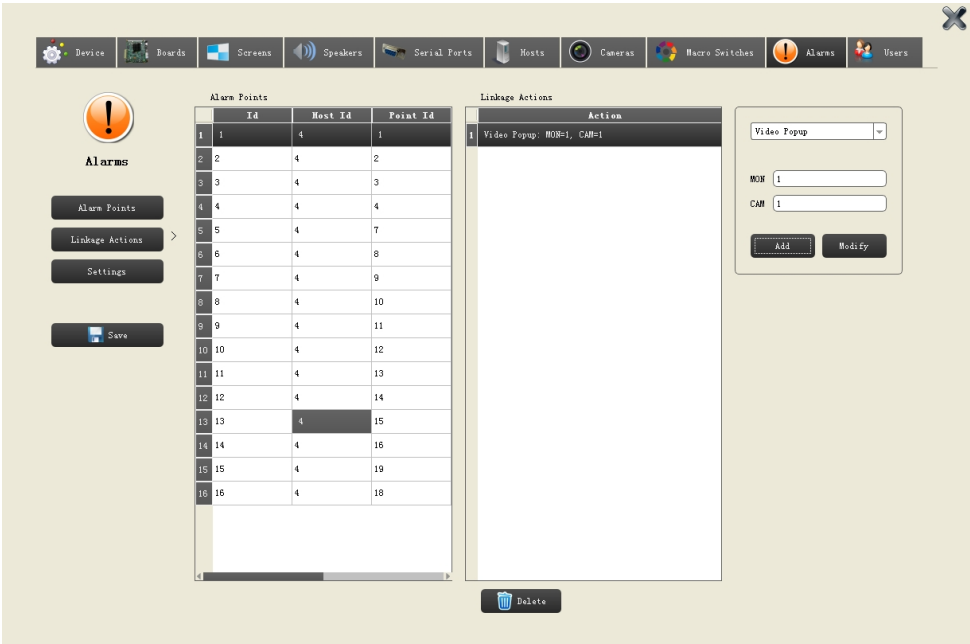 Device Boards Screens Speakers Serial Ports Hosts Cameras Macro Switches Alarms Users
Alarms
Alarm Points
Linkage Actions >
Settings
Save
Alarm Points
Id Host Id Point Id
1 1 4 1
2 2 4 2
3 3 4 3
4 4 4 4
5 5 4 7
6 6 4 8
7 7 4 9
8 8 4 10
9 9 4 11
10 10 4 12
11 11 4 13
12 12 4 14
13 13 4 15
14 14 4 16
15 15 4 19
16 16 4 18
Linkage Actions
Action
1 Video Popup: MON=1, CAM=1
Delete
Video Popup
MON 1
CAM 1
Add Modify